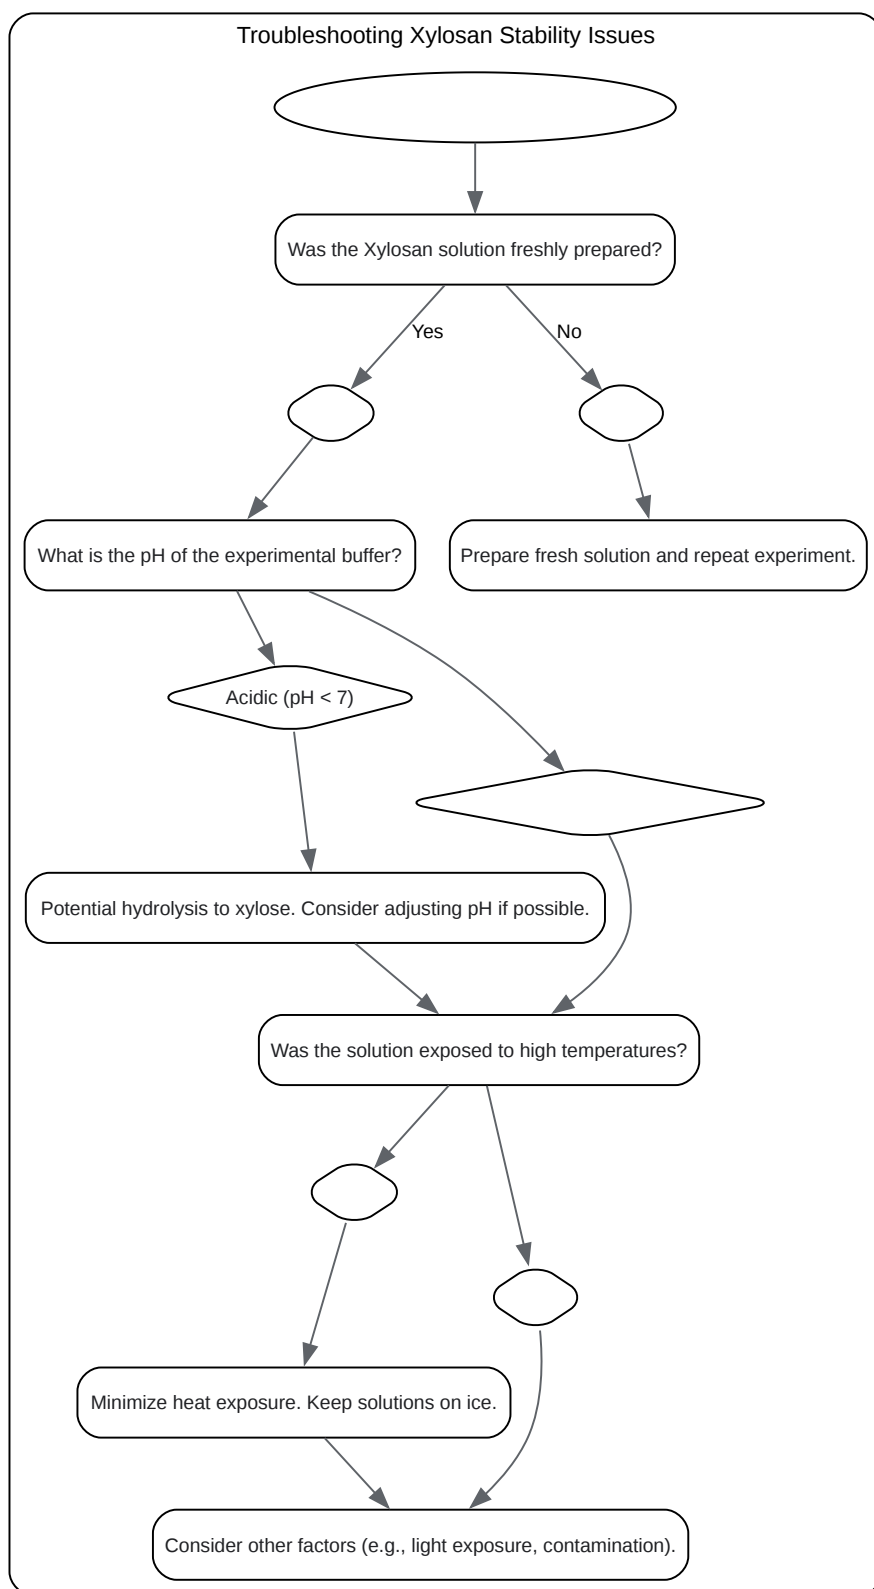 Troubleshooting Xylosan Stability Issues
Was the Xylosan solution freshly prepared?
Yes
No
What is the pH of the experimental buffer?
Prepare fresh solution and repeat experiment.
Acidic (pH < 7)
Potential hydrolysis to xylose. Consider adjusting pH if possible.
Was the solution exposed to high temperatures?
Minimize heat exposure. Keep solutions on ice.
Consider other factors (e.g., light exposure, contamination).